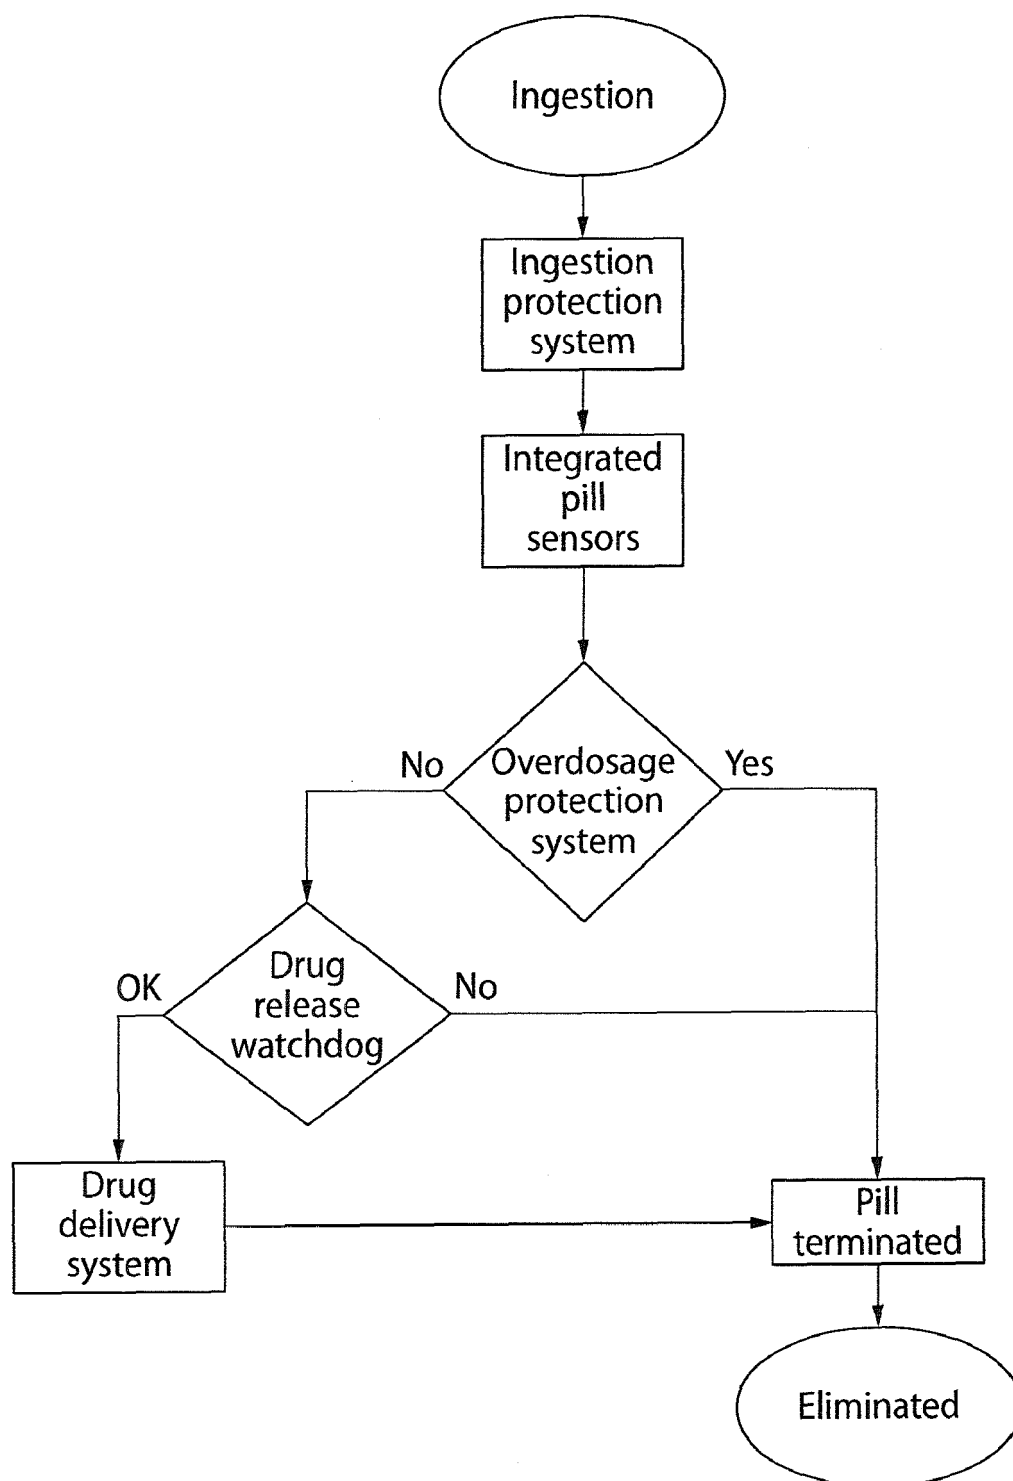 Ingestion
Ingestion
protection
system
Integrated
pill
sensors
No
Overdosage
protection
system
Yes
OK
Drug
release
watchdog
No
Drug
delivery
system
Pill
terminated
Eliminated